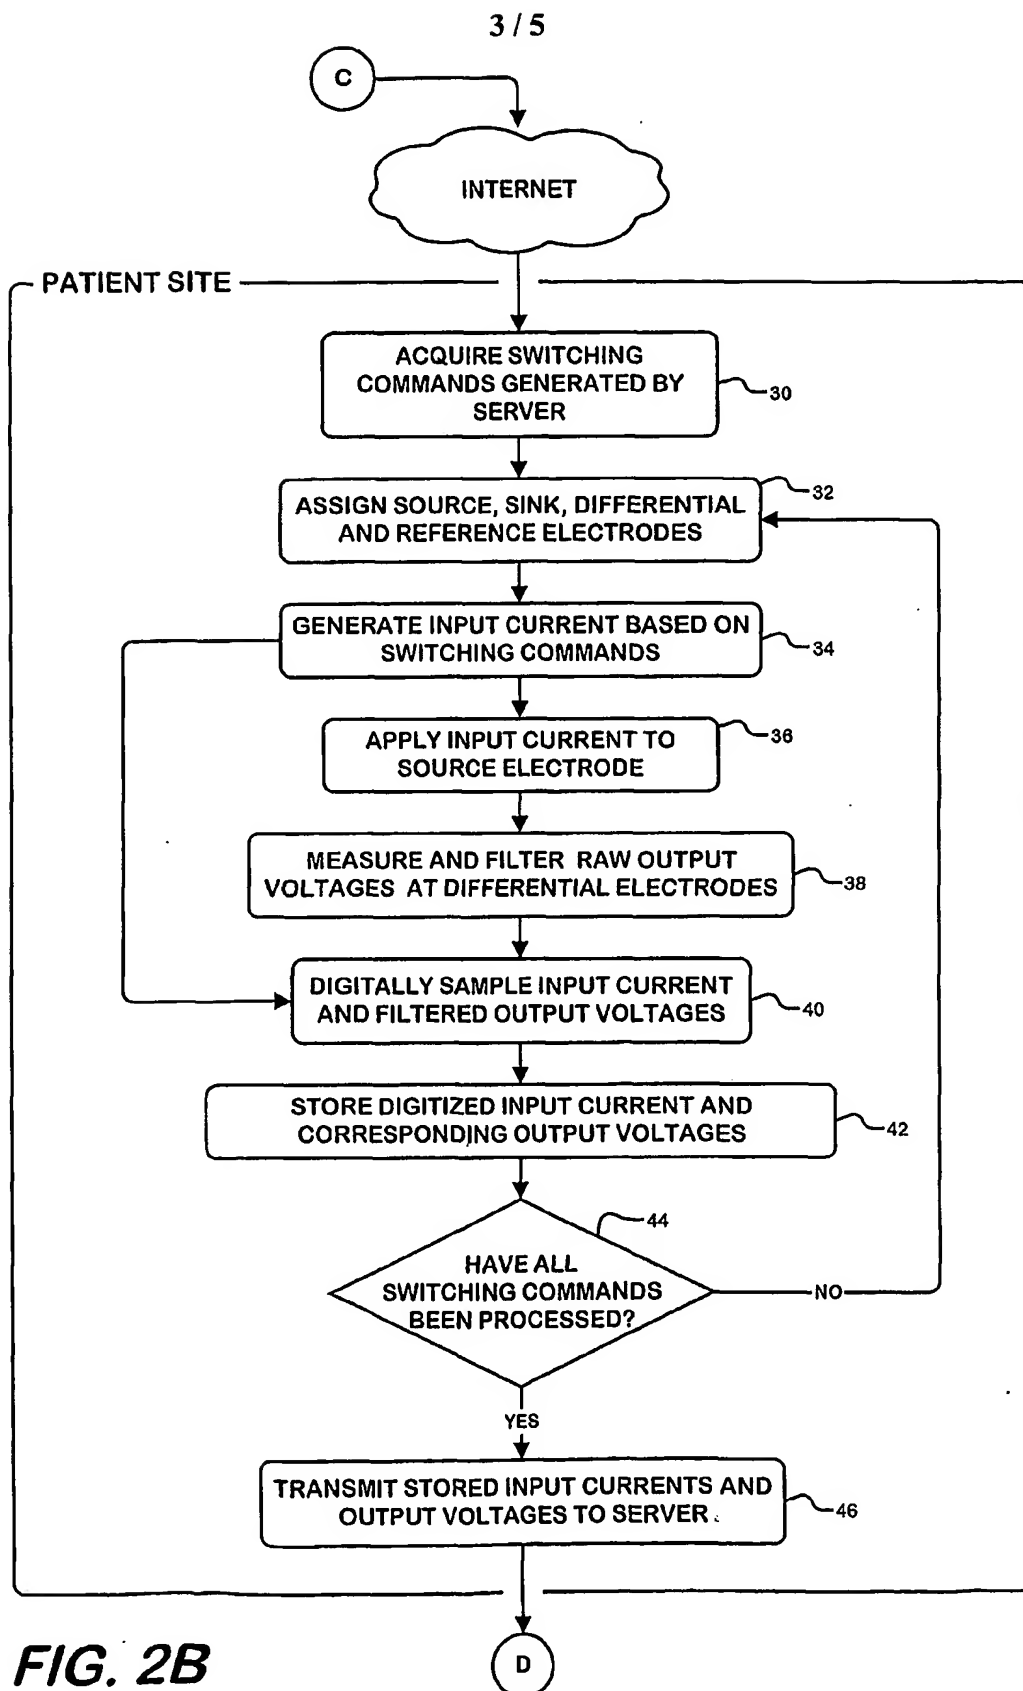 3 / 5
C
INTERNET
PATIENT SITE
ACQUIRE SWITCHING
COMMANDS GENERATED BY
SERVER
30
ASSIGN SOURCE, SINK, DIFFERENTIAL
AND REFERENCE ELECTRODES
32
GENERATE INPUT CURRENT BASED ON
SWITCHING COMMANDS
34
APPLY INPUT CURRENT TO
SOURCE ELECTRODE
36
MEASURE AND FILTER RAW OUTPUT
VOLTAGES AT DIFFERENTIAL ELECTRODES
38
DIGITALLY SAMPLE INPUT CURRENT
AND FILTERED OUTPUT VOLTAGES
40
STORE DIGITIZED INPUT CURRENT AND
CORRESPONDING OUTPUT VOLTAGES
42
44
HAVE ALL
SWITCHING COMMANDS
BEEN PROCESSED?
NO
YES
TRANSMIT STORED INPUT CURRENTS AND
OUTPUT VOLTAGES TO SERVER
46
D
FIG. 2B